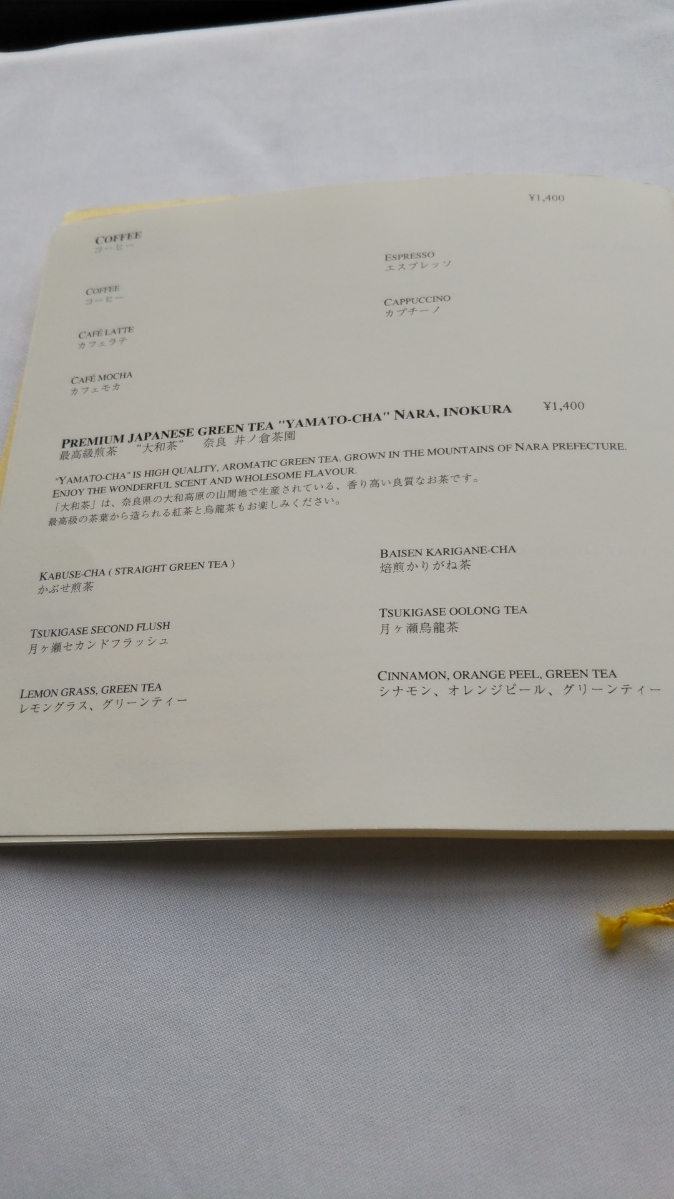 ¥1,400
COFFEE
コーヒー
COFFEE
コーヒー
ESPRESSO
エスプレッソ
CAFÉ LATTE
カフェラテ
CAPPUCCINO
カプチーノ
CAFÉ MOCHA
カフェモカ
PREMIUM JAPANESE GREEN TEA "YAMATO-CHA" NARA, INOKURA ¥1,400
最高級煎茶 “大和茶” 奈良 井ノ倉茶園
"YAMATO-CHA" IS HIGH QUALITY, AROMATIC GREEN TEA. GROWN IN THE MOUNTAINS OF NARA PREFECTURE.
ENJOY THE WONDERFUL SCENT AND WHOLESOME FLAVOUR.
「大和茶」は、奈良県の大和高原の山間地で生産されている、香り高い良質なお茶です。
最高級の茶葉から造られる紅茶と烏龍茶もお楽しみください。
KABUSE-CHA ( STRAIGHT GREEN TEA )
かぶせ煎茶
BAISEN KARIGANE-CHA
焙煎かりがね茶
TSUKIGASE SECOND FLUSH
月ヶ瀬セカンドフラッシュ
TSUKIGASE OOLONG TEA
月ヶ瀬烏龍茶
LEMON GRASS, GREEN TEA
レモングラス、グリーンティー
CINNAMON, ORANGE PEEL, GREEN TEA
シナモン、オレンジピール、グリーンティー